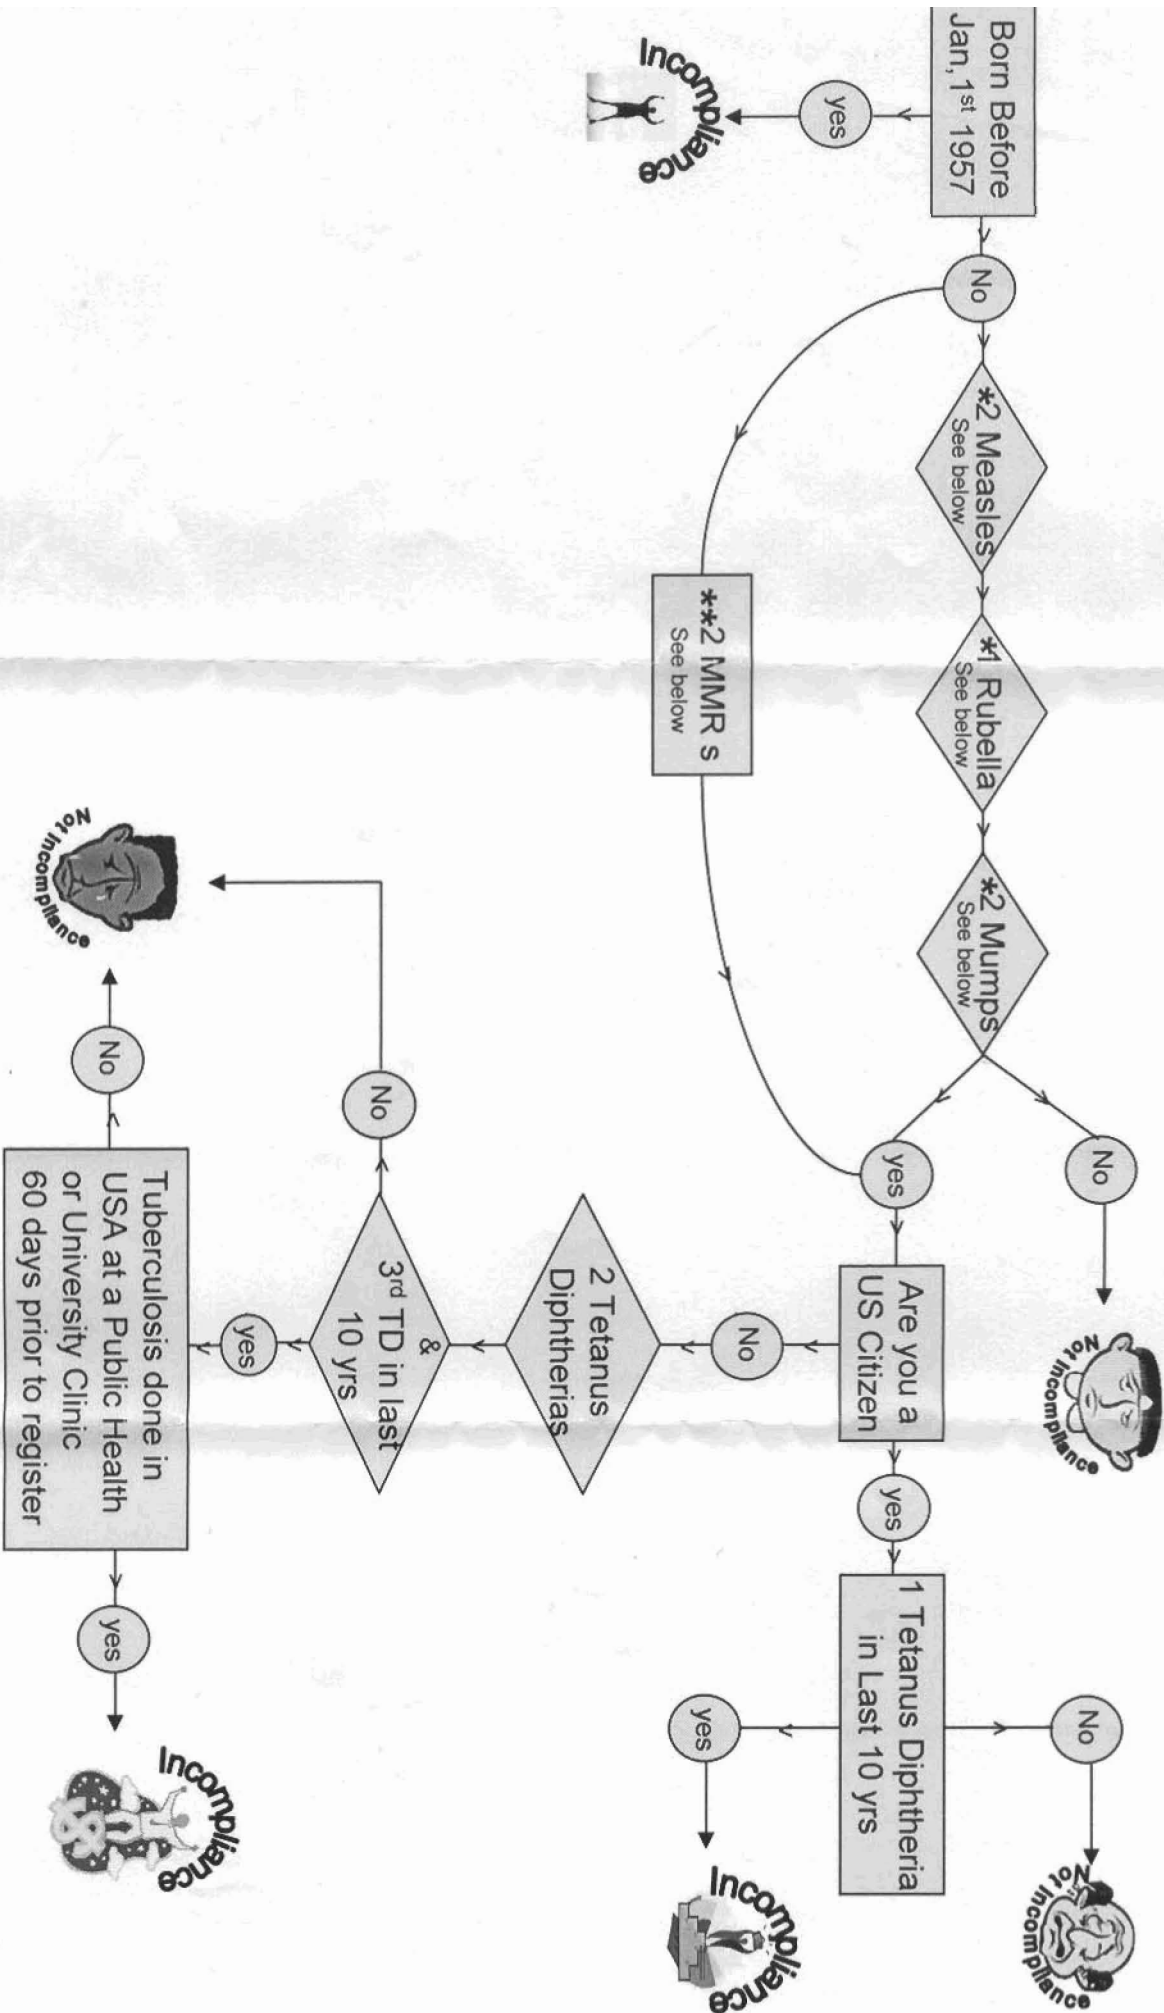 Born Before
Jan,1st 1957
yes
Incompliance
No
*2 Measles
See below
*1 Rubella
See below
*2 Mumps
See below
**2 MMR s
See below
No
Not Incompliance
yes
Are you a
US Citizen
yes
1 Tetanus Diphtheria
in Last 10 yrs
No
Not Incompliance
yes
Incompliance
No
2 Tetanus
Diphtherias
&
3rd TD in last
10 yrs
No
Not Incompliance
yes
Tuberculosis done in
USA at a Public Health
or University Clinic
60 days prior to register
No
yes
Incompliance